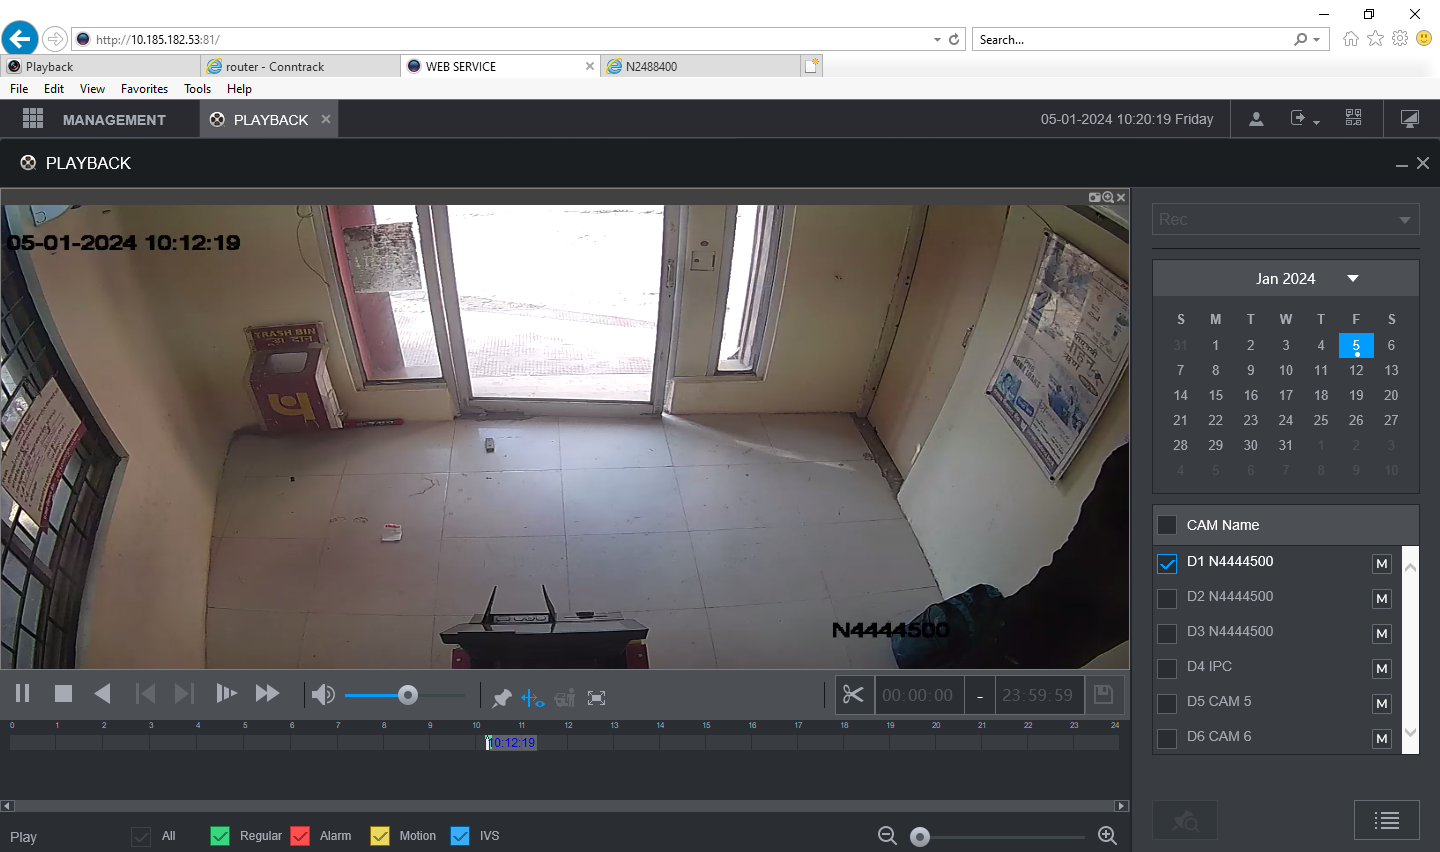 http://10.185.182.53:81/
Search...
Playback
router - Conntrack
WEB SERVICE
N2488400
File Edit View Favorites Tools Help
MANAGEMENT
PLAYBACK
05-01-2024 10:20:19 Friday
PLAYBACK
05-01-2024 10:12:19
TRASH BIN
N4444500
Rec
Jan 2024
S M T W T F S
31 1 2 3 4 5 6
7 8 9 10 11 12 13
14 15 16 17 18 19 20
21 22 23 24 25 26 27
28 29 30 31 1 2 3
4 5 6 7 8 9 10
CAM Name
D1 N4444500 M
D2 N4444500 M
D3 N4444500 M
D4 IPC M
D5 CAM 5 M
D6 CAM 6 M
00:00:00 - 23:59:59
0 1 2 3 4 5 6 7 8 9 10 11 12 13 14 15 16 17 18 19 20 21 22 23 24
10:12:19
Play
All Regular Alarm Motion IVS